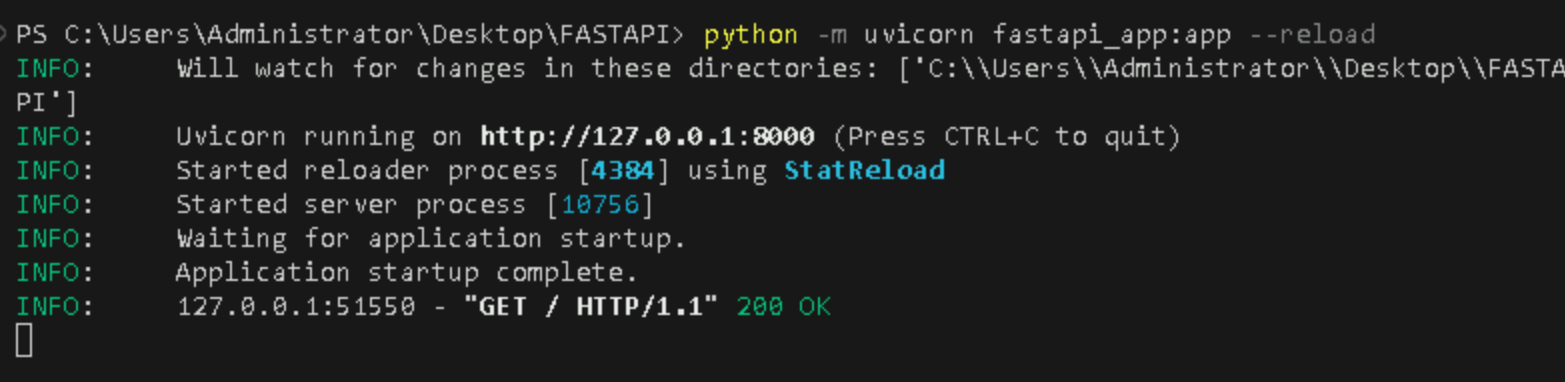 PS C:\Users\Administrator\Desktop\FASTAPI> python -m uvicorn fastapi_app:app --reload
INFO:     Will watch for changes in these directories: ['C:\\Users\\Administrator\\Desktop\\FASTA
PI']
INFO:     Uvicorn running on http://127.0.0.1:8000 (Press CTRL+C to quit)
INFO:     Started reloader process [4384] using StatReload
INFO:     Started server process [10756]
INFO:     Waiting for application startup.
INFO:     Application startup complete.
INFO:     127.0.0.1:51550 - "GET / HTTP/1.1" 200 OK